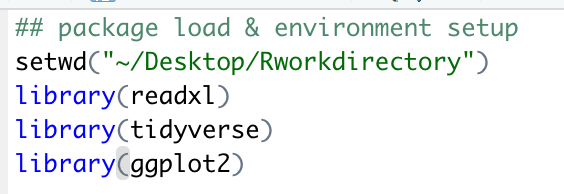 ## package load & environment setup
setwd("~/Desktop/Rworkdirectory")
library(readxl)
library(tidyverse)
library(ggplot2)